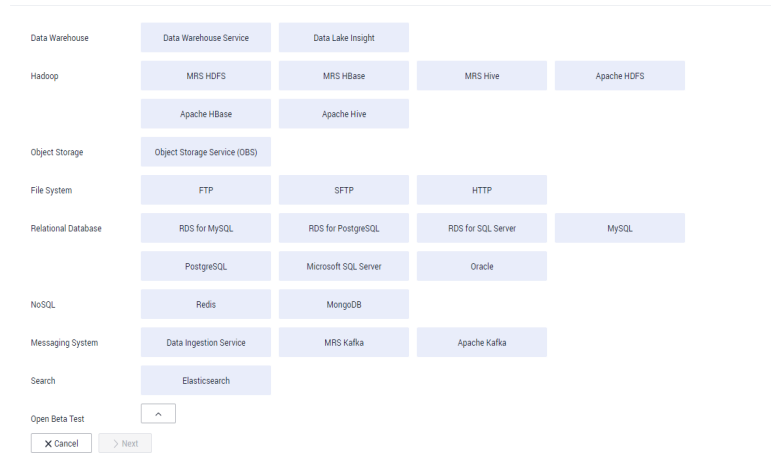 Data Warehouse Data Warehouse Service Data Lake Insight
Hadoop MRS HDFS MRS HBase MRS Hive Apache HDFS
Apache HBase Apache Hive
Object Storage Object Storage Service (OBS)
File System FTP SFTP HTTP
Relational Database RDS for MySQL RDS for PostgreSQL RDS for SQL Server MySQL
PostgreSQL Microsoft SQL Server Oracle
NoSQL Redis MongoDB
Messaging System Data Ingestion Service MRS Kafka Apache Kafka
Search Elasticsearch
Open Beta Test
Cancel Next